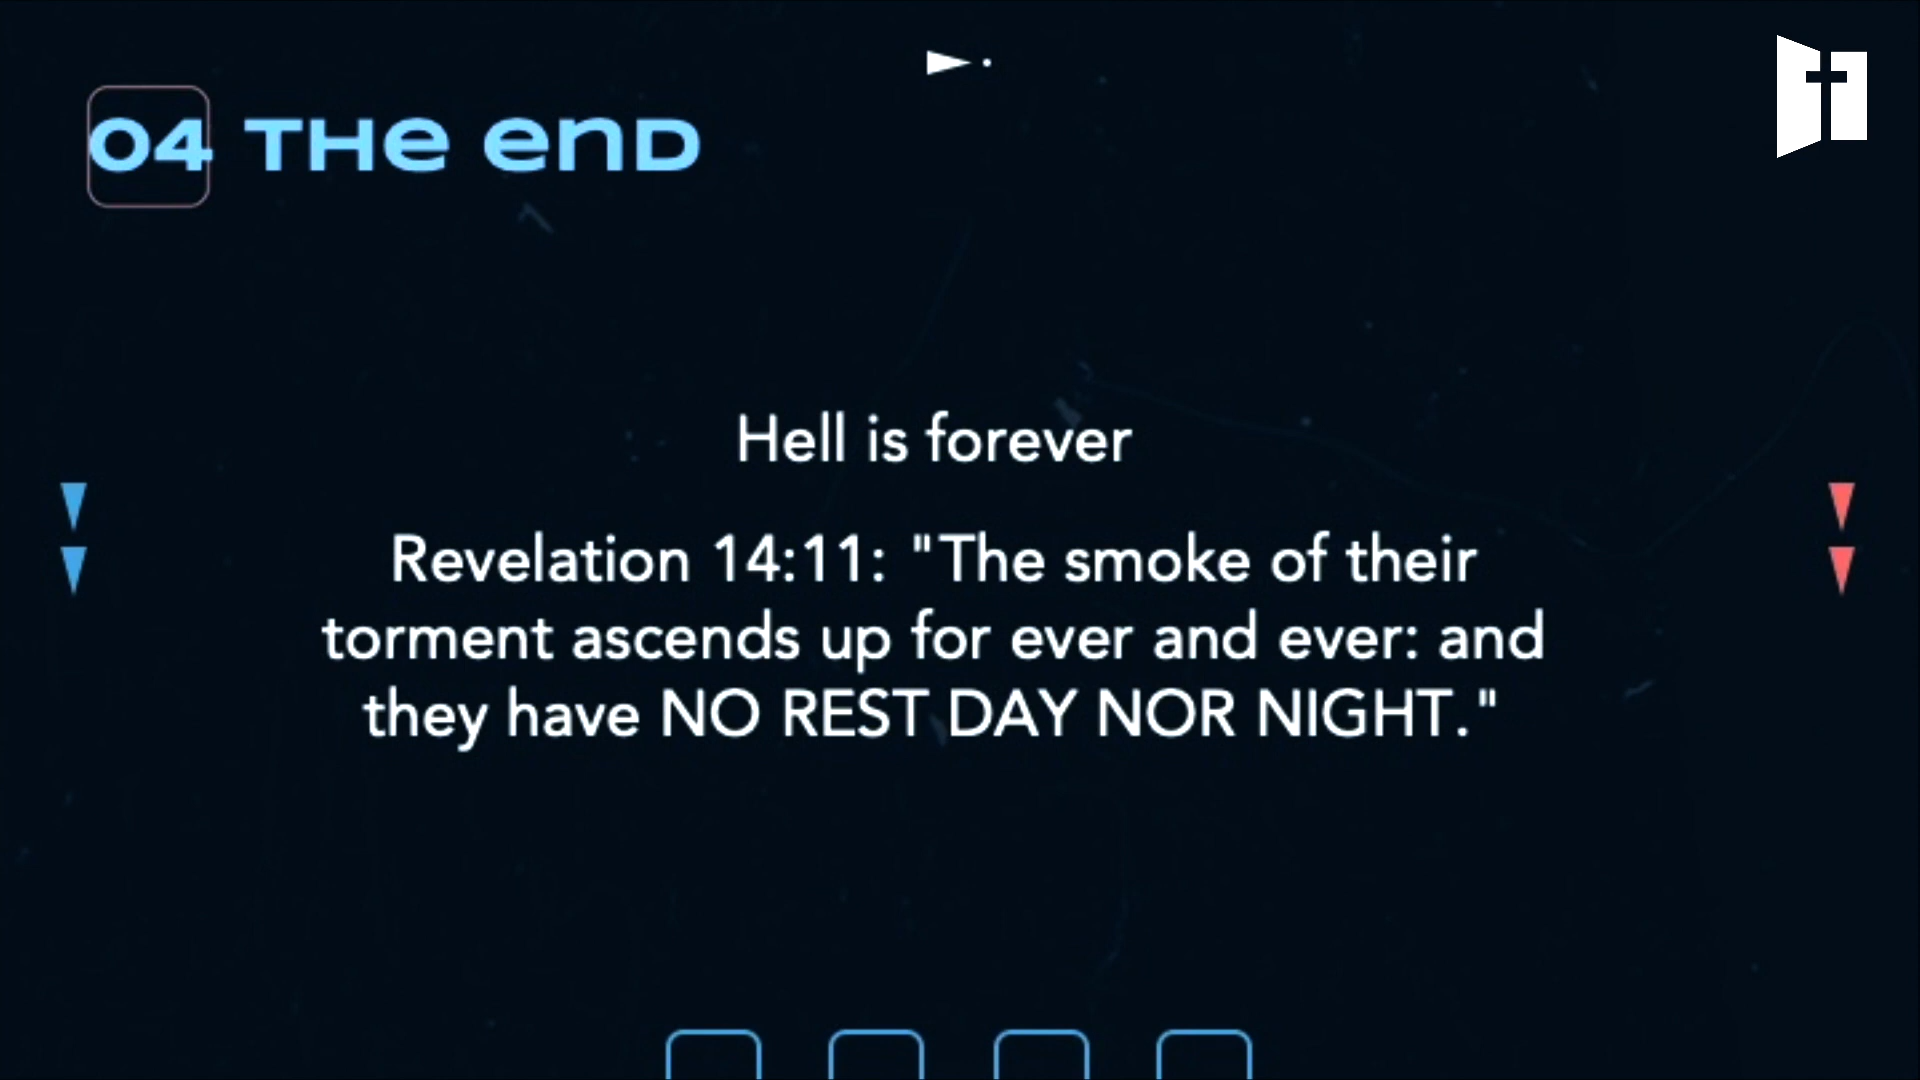 04 THE END
Hell is forever
Revelation 14:11: "The smoke of their
torment ascends up for ever and ever: and
they have NO REST DAY NOR NIGHT."